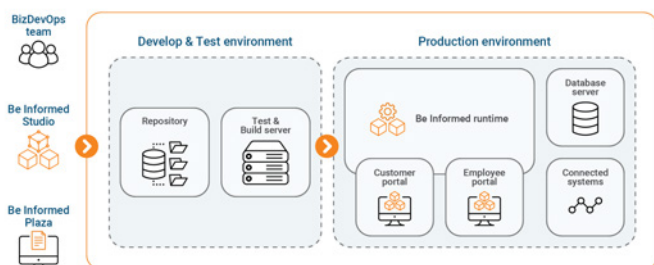 BizDevOps
team
Be Informed
Studio
Be Informed
Plaza
Develop & Test environment
Repository
Test &
Build server
Production environment
Be Informed runtime
Database
server
Customer
portal
Employee
portal
Connected
systems